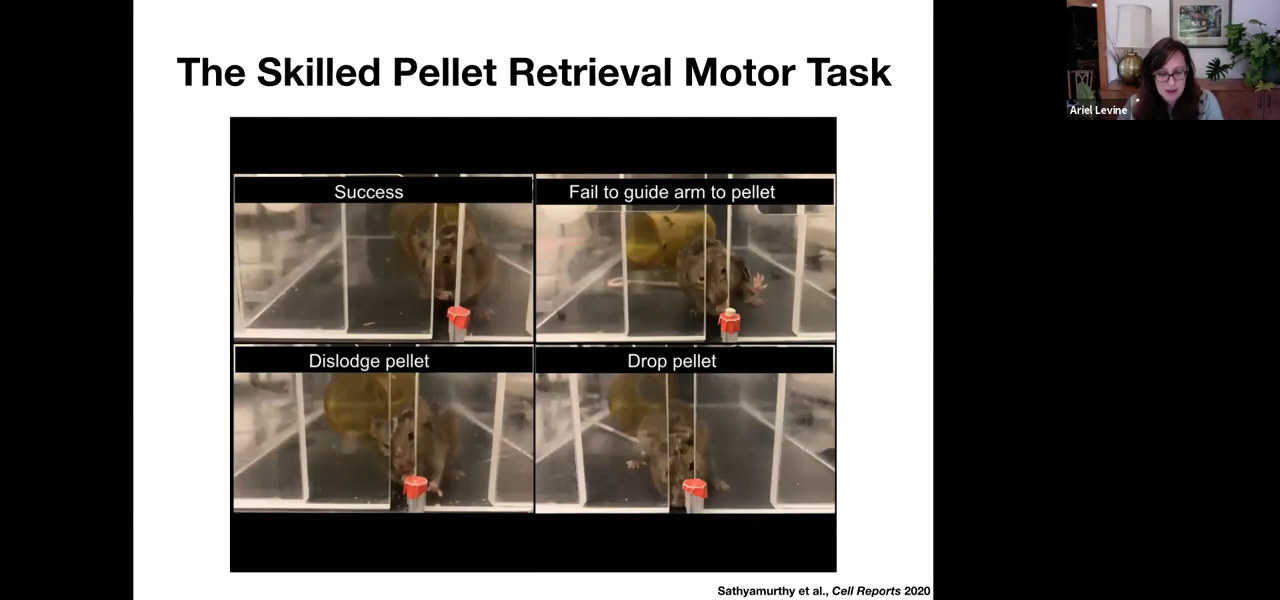 The Skilled Pellet Retrieval Motor Task
Ariel Levine
Success
Fail to guide arm to pellet
Dislodge pellet
Drop pellet
Sathyamurthy et al., Cell Reports 2020